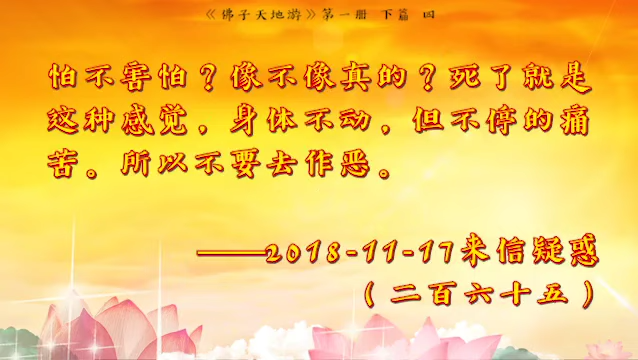 《佛子天地游》第一册 下篇 四
怕不害怕？像不像真的？死了就是
这种感觉，身体不动，但不停的痛
苦。所以不要去作恶。
——2018-11-17来信疑惑
（二百六十五）